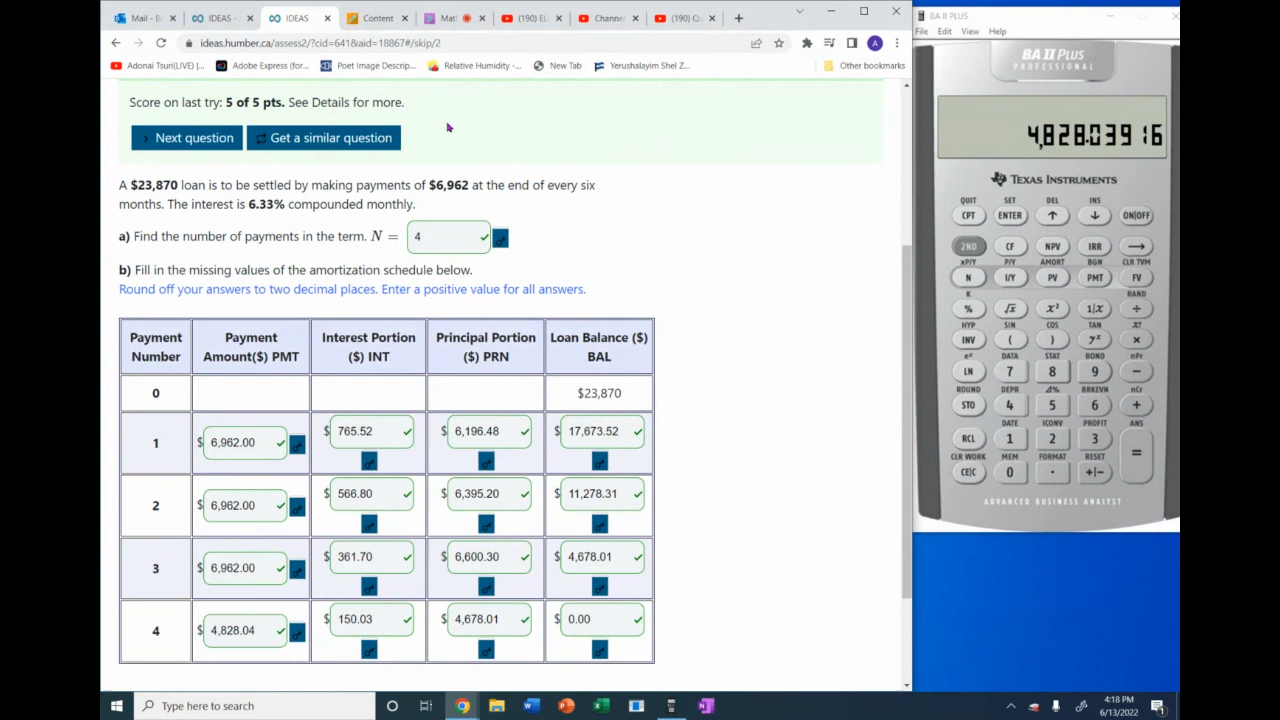 Mail - B
IDEAS -
IDEAS
Content
Mat
(190) EL
Channel
(190) O
ideas.humber.ca/assess2/?cid=641&aid=18867#/skip/2
A
Adonai Tsuri(LIVE) |...
Adobe Express (for...
Poet Image Descrip...
Relative Humidity -...
New Tab
Yerushalayim Shel Z...
Other bookmarks
Score on last try: 5 of 5 pts. See Details for more.
Next question
Get a similar question
A $23,870 loan is to be settled by making payments of $6,962 at the end of every six
months. The interest is 6.33% compounded monthly.
a) Find the number of payments in the term. N = 4
b) Fill in the missing values of the amortization schedule below.
Round off your answers to two decimal places. Enter a positive value for all answers.
Payment Number
Payment Amount($) PMT
Interest Portion ($) INT
Principal Portion ($) PRN
Loan Balance ($) BAL
0 $23,870
1 $ 6,962.00 $ 765.52 $ 6,196.48 $ 17,673.52
2 $ 6,962.00 $ 566.80 $ 6,395.20 $ 11,278.31
3 $ 6,962.00 $ 361.70 $ 6,600.30 $ 4,678.01
4 $ 4,828.04 $ 150.03 $ 4,678.01 $ 0.00
BA II PLUS
File Edit View Help
BA II PLUS
PROFESSIONAL
4,828.03916
TEXAS INSTRUMENTS
QUIT SET DEL INS
CPT ENTER ↑ ↓ ON|OFF
2ND CF NPV IRR →
xP/Y P/Y AMORT BGN CLR TVM
N I/Y PV PMT FV
K RAND
% √x x² 1/x ÷
HYP SIN COS TAN x!
INV ( ) yˣ ×
eˣ DATA STAT BOND nPr
LN 7 8 9 −
ROUND DEPR Δ% BRKEVN nCr
STO 4 5 6 +
DATE ICONV PROFIT ANS
RCL 1 2 3 =
CLR WORK MEM FORMAT RESET
CE|C 0 . +|−
ADVANCED BUSINESS ANALYST
Type here to search
4:18 PM
6/13/2022
1